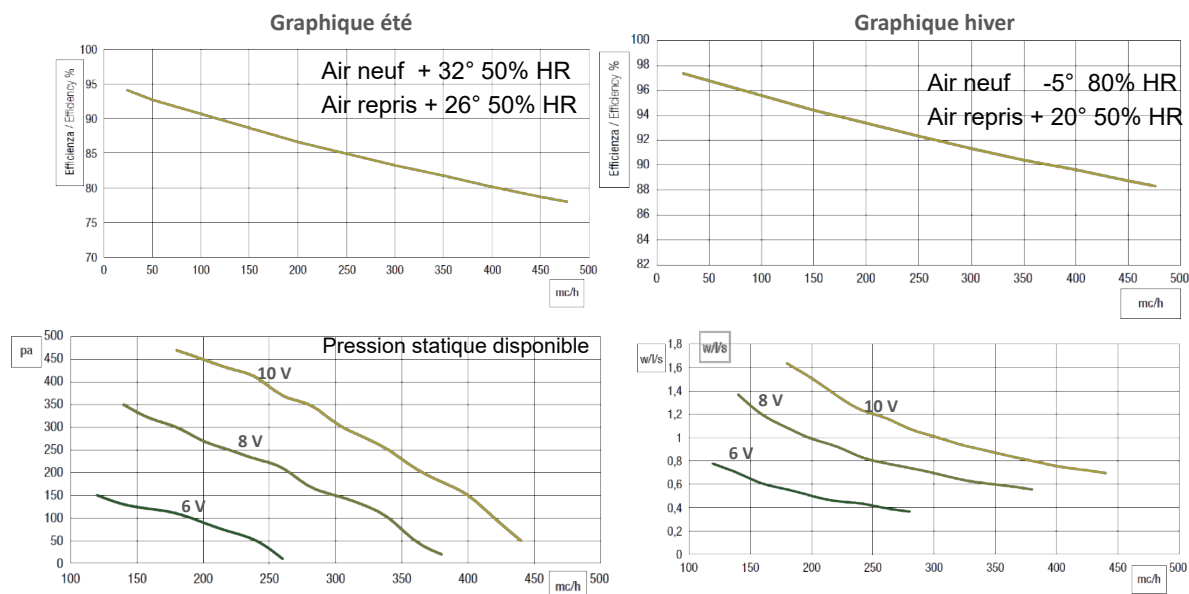 Graphique été
Efficienza / Efficiency %
100
95
90
85
80
75
70
Air neuf + 32° 50% HR
Air repris + 26° 50% HR
0 50 100 150 200 250 300 350 400 450 500
mc/h
Graphique hiver
Efficienza / Efficiency %
100
98
96
94
92
90
88
86
84
82
Air neuf -5° 80% HR
Air repris + 20° 50% HR
0 50 100 150 200 250 300 350 400 450 500
mc/h
pa
500
450
400
350
300
250
200
150
100
50
0
Pression statique disponible
10 V
8 V
6 V
100 150 200 250 300 350 400 450 500
mc/h
w/l/s
w/l/s
1,8
1,6
1,4
1,2
1
0,8
0,6
0,4
0,2
0
8 V
10 V
6 V
100 150 200 250 300 350 400 450 500
mc/h